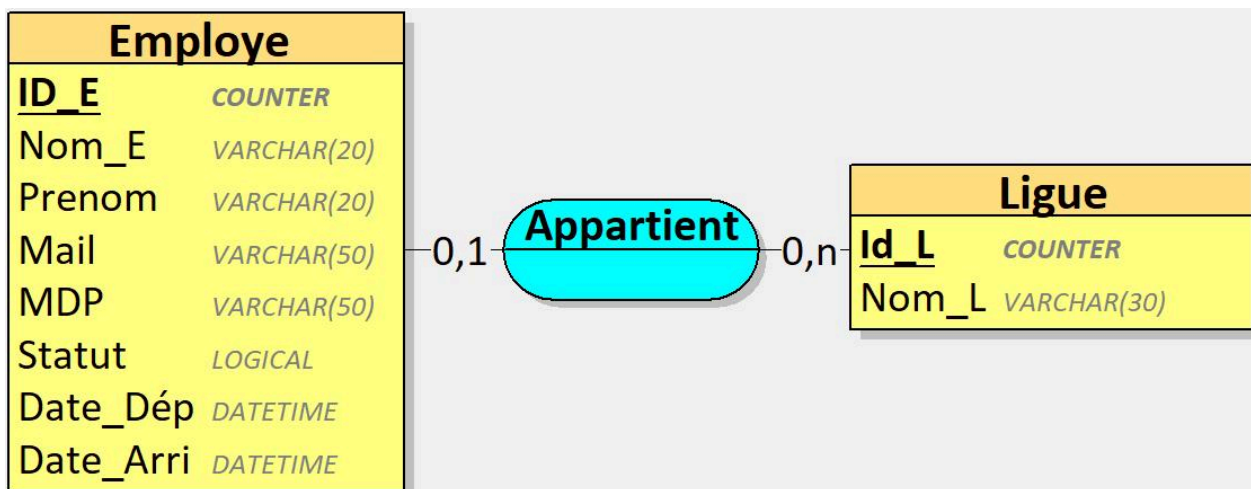 Employe
ID_E COUNTER
Nom_E VARCHAR(20)
Prenom VARCHAR(20)
Mail VARCHAR(50)
MDP VARCHAR(50)
Statut LOGICAL
Date_Dép DATETIME
Date_Arri DATETIME
0,1
Appartient
0,n
Ligue
Id_L COUNTER
Nom_L VARCHAR(30)